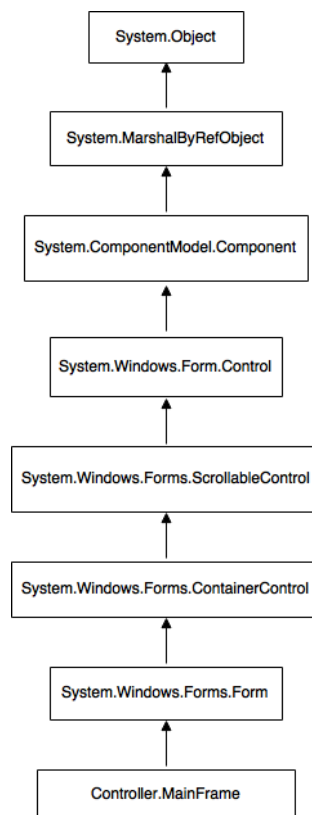 System.Object
System.MarshalByRefObject
System.ComponentModel.Component
System.Windows.Form.Control
System.Windows.Forms.ScrollableControl
System.Windows.Forms.ContainerControl
System.Windows.Forms.Form
Controller.MainFrame